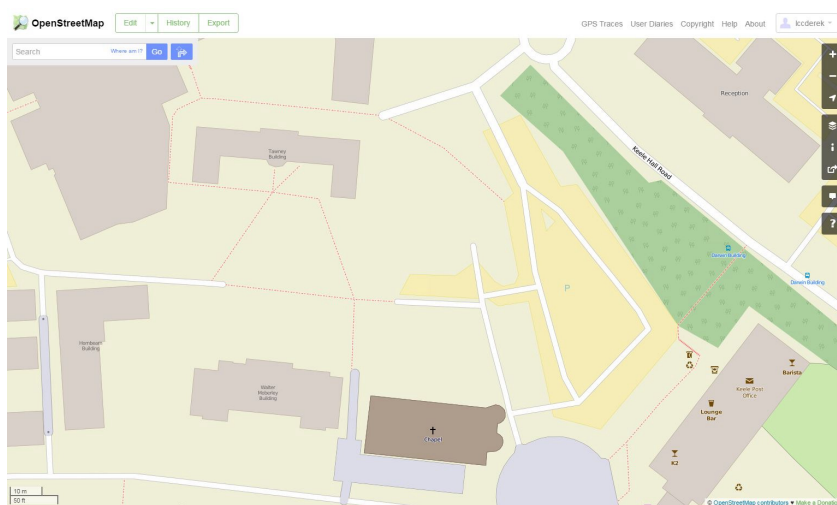 OpenStreetMap
Edit
History
Export
GPS Traces
User Diaries
Copyright
Help
About
lccderek
Search
Where am I?
Go
Reception
Tawney
Building
Keele Hall Road
Darwin Building
Darwin Building
P
Hornbeam
Building
Walter
Moberley
Building
Chapel
Barista
Keele Post
Office
Lounge
Bar
K2
10 m
50 ft
© OpenStreetMap contributors ♥ Make a Donatio